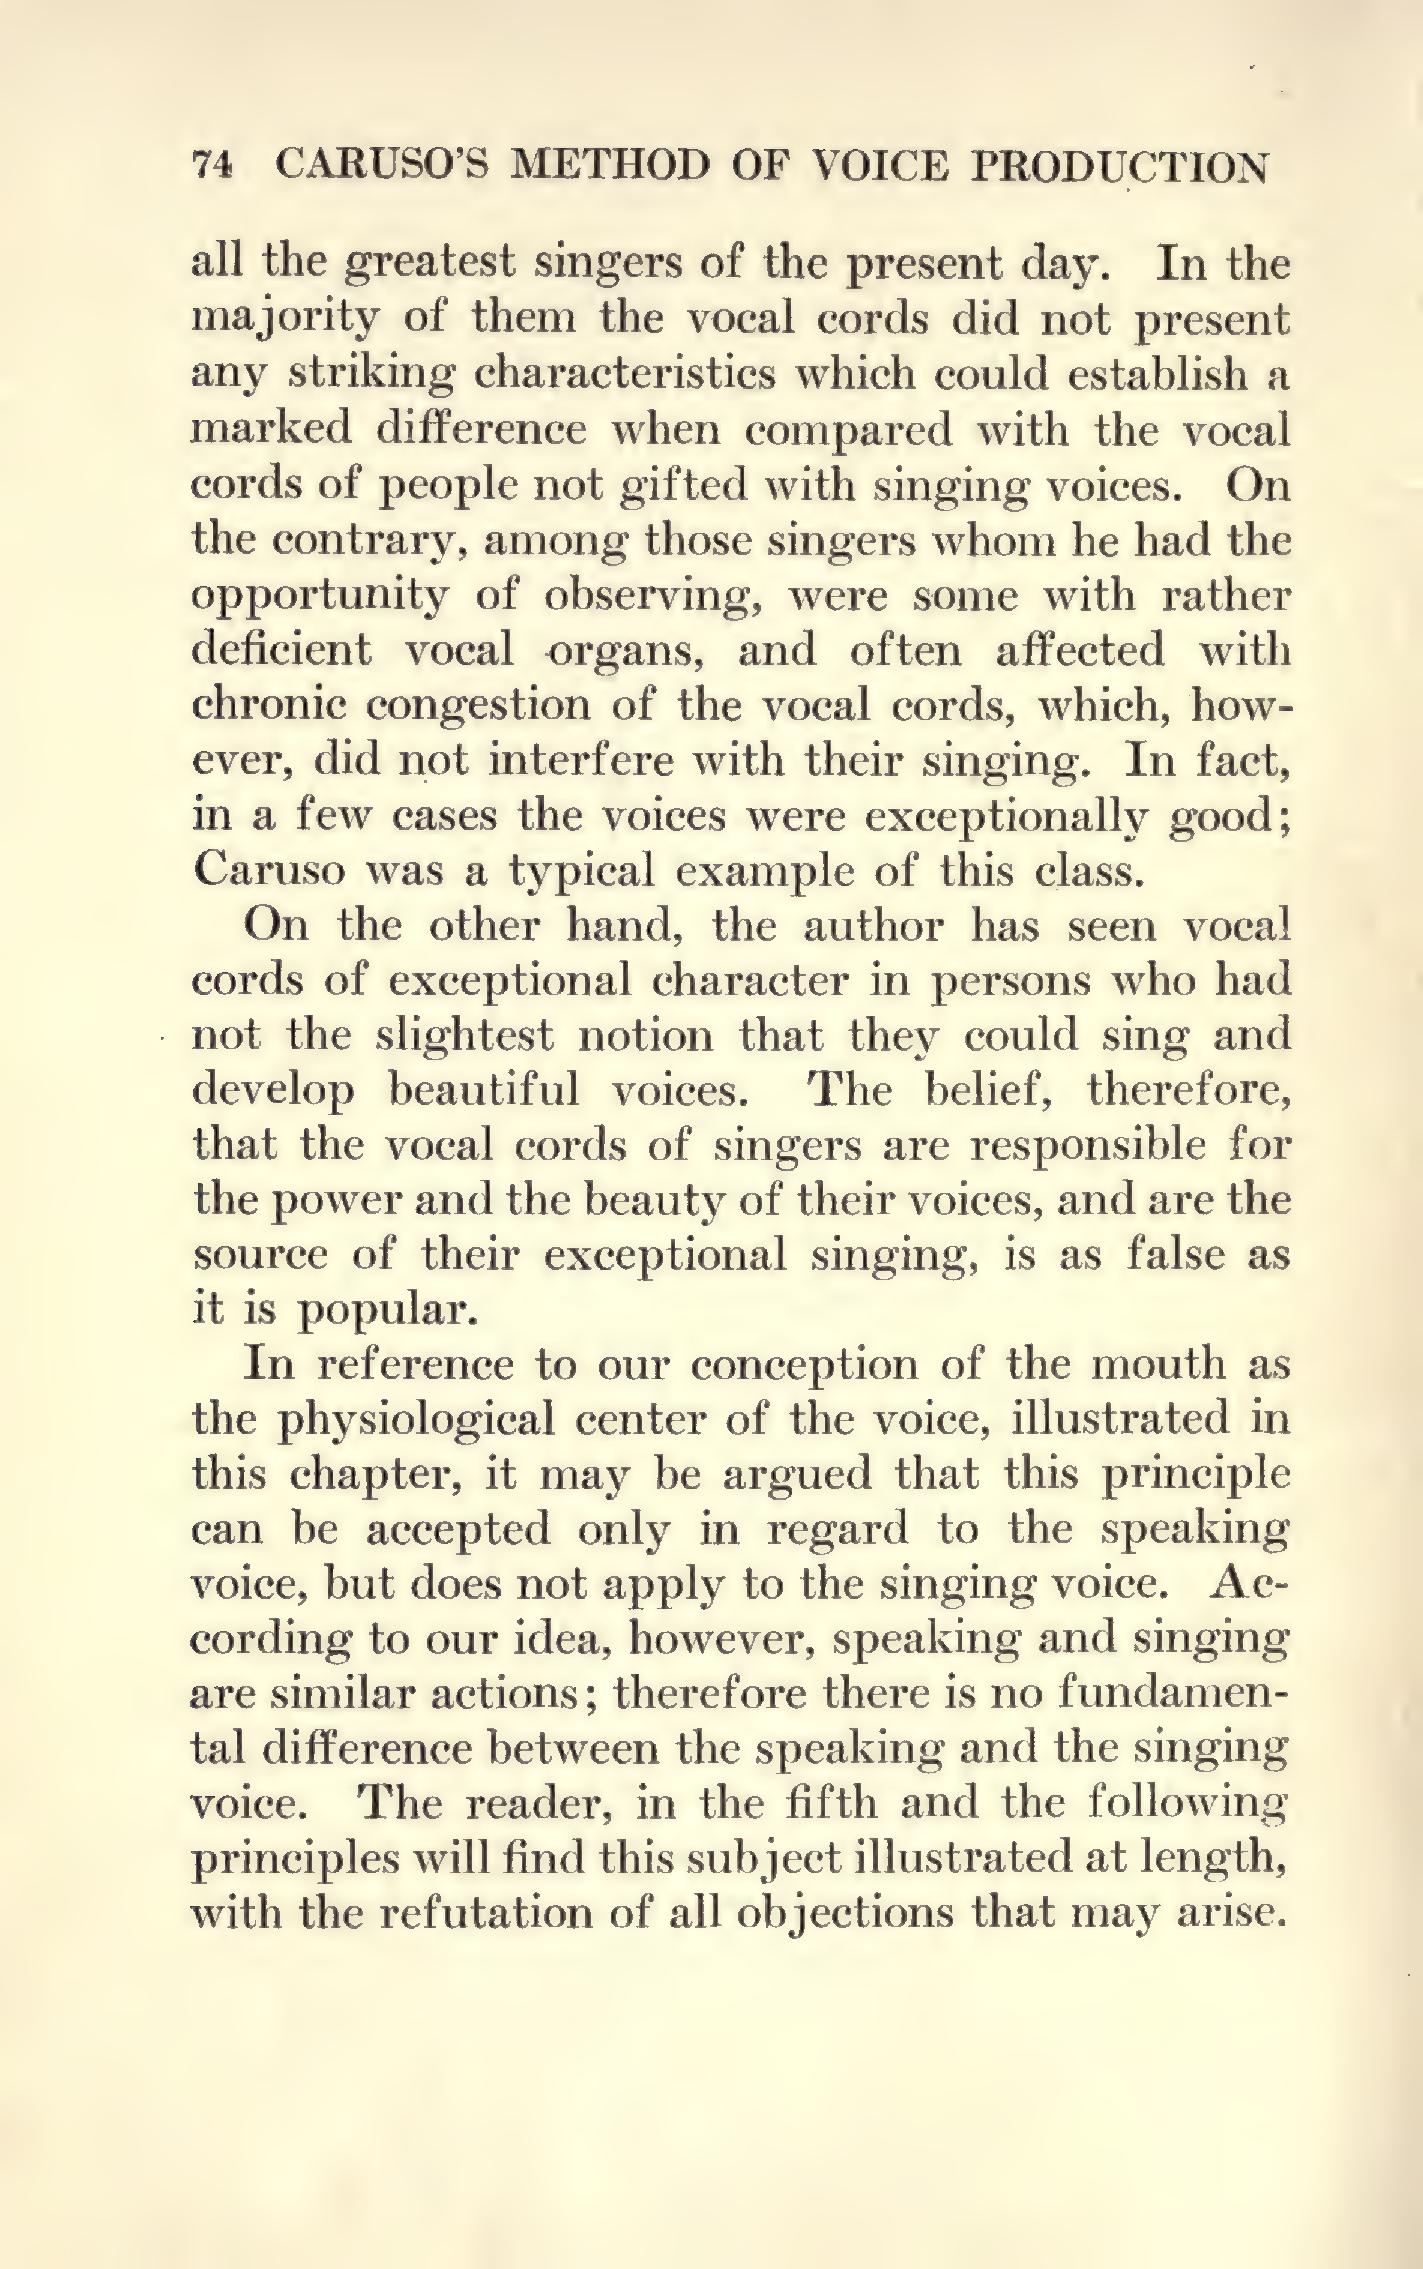 74 CARUSO'S METHOD OF VOICE PRODUCTION
all the greatest singers of the present day. In the
majority of them the vocal cords did not present
any striking characteristics which could establish a
marked difference when compared with the vocal
cords of people not gifted with singing voices. On
the contrary, among those singers whom he had the
opportunity of observing, were some with rather
deficient vocal organs, and often affected with
chronic congestion of the vocal cords, which, how-
ever, did not interfere with their singing. In fact,
in a few cases the voices were exceptionally good;
Caruso was a typical example of this class.
On the other hand, the author has seen vocal
cords of exceptional character in persons who had
not the slightest notion that they could sing and
develop beautiful voices. The belief, therefore,
that the vocal cords of singers are responsible for
the power and the beauty of their voices, and are the
source of their exceptional singing, is as false as
it is popular.
In reference to our conception of the mouth as
the physiological center of the voice, illustrated in
this chapter, it may be argued that this principle
can be accepted only in regard to the speaking
voice, but does not apply to the singing voice. Ac-
cording to our idea, however, speaking and singing
are similar actions; therefore there is no fundamen-
tal difference between the speaking and the singing
voice. The reader, in the fifth and the following
principles will find this subject illustrated at length,
with the refutation of all objections that may arise.